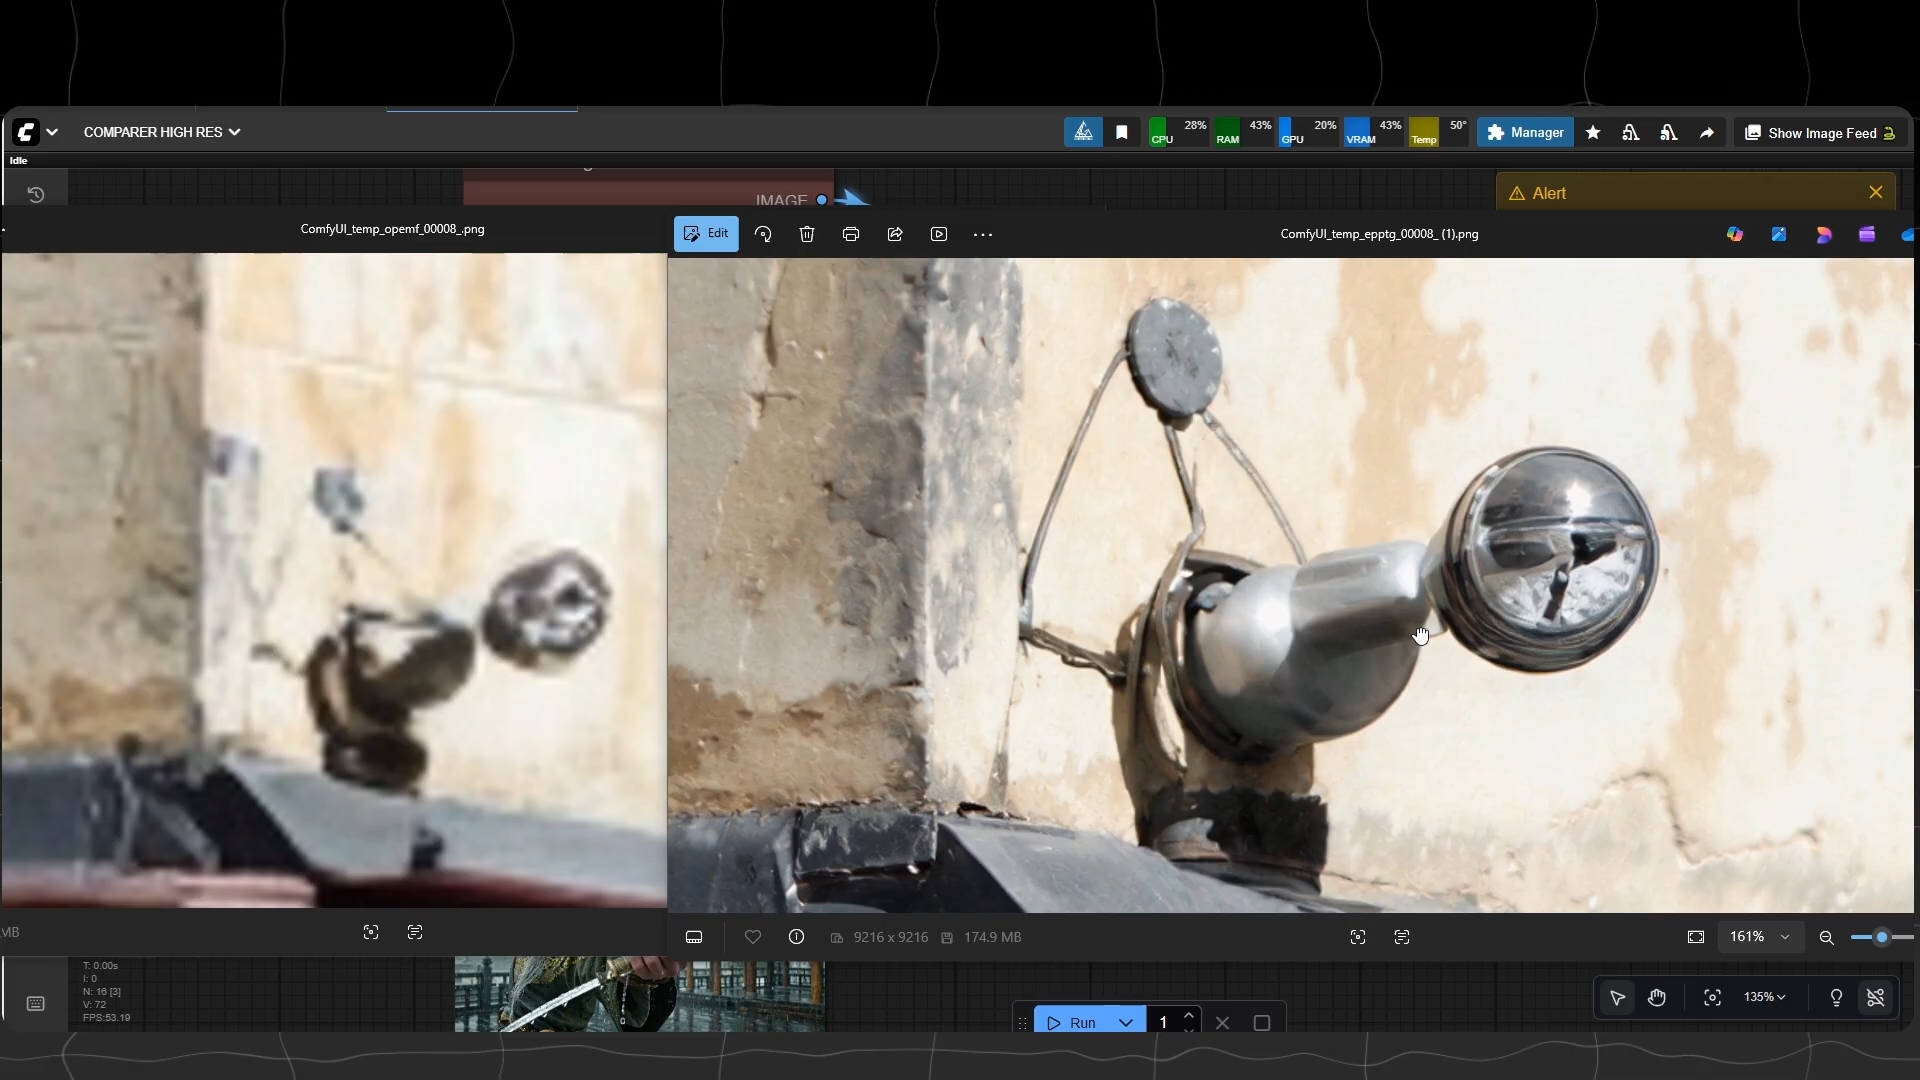 COMPARER HIGH RES
CPU 28%
RAM 43%
GPU 20%
VRAM 43%
Temp 50°
Manager
Show Image Feed
Idle
IMAGE
Alert
ComfyUI_temp_opemf_00008_.png
Edit
ComfyUI_temp_epptg_00008_ (1).png
MB
9216 x 9216
174.9 MB
161%
T: 0.00s
I: 0
N: 16 [3]
V: 72
FPS:53.19
Run
1
135%